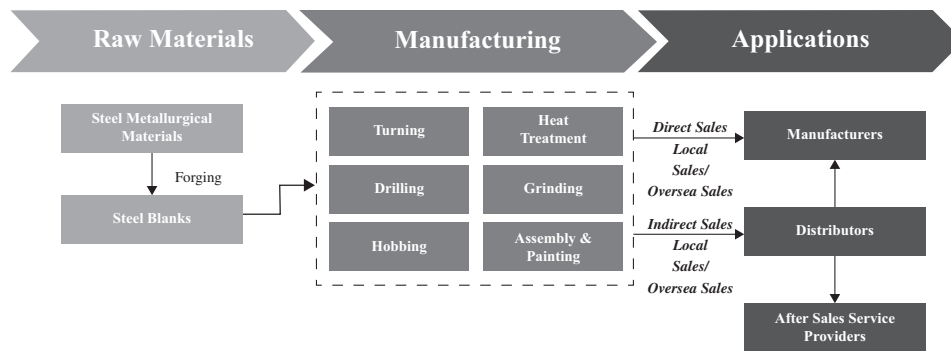 Raw Materials
Manufacturing
Applications
Steel Metallurgical
Materials
Forging
Steel Blanks
Turning
Heat
Treatment
Drilling
Grinding
Hobbing
Assembly &
Painting
Direct Sales
Local
Sales/
Oversea Sales
Indirect Sales
Local
Sales/
Oversea Sales
Manufacturers
Distributors
After Sales Service
Providers